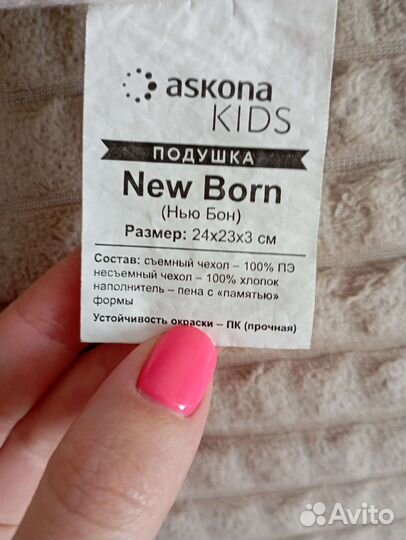 askona
KIDS
ПОДУШКА
New Born
(Нью Бон)
Размер: 24х23х3 см
Состав: съемный чехол – 100% ПЭ
несъемный чехол – 100% хлопок
наполнитель – пена с «памятью»
формы
Устойчивость окраски – ПК (прочная)
Avito